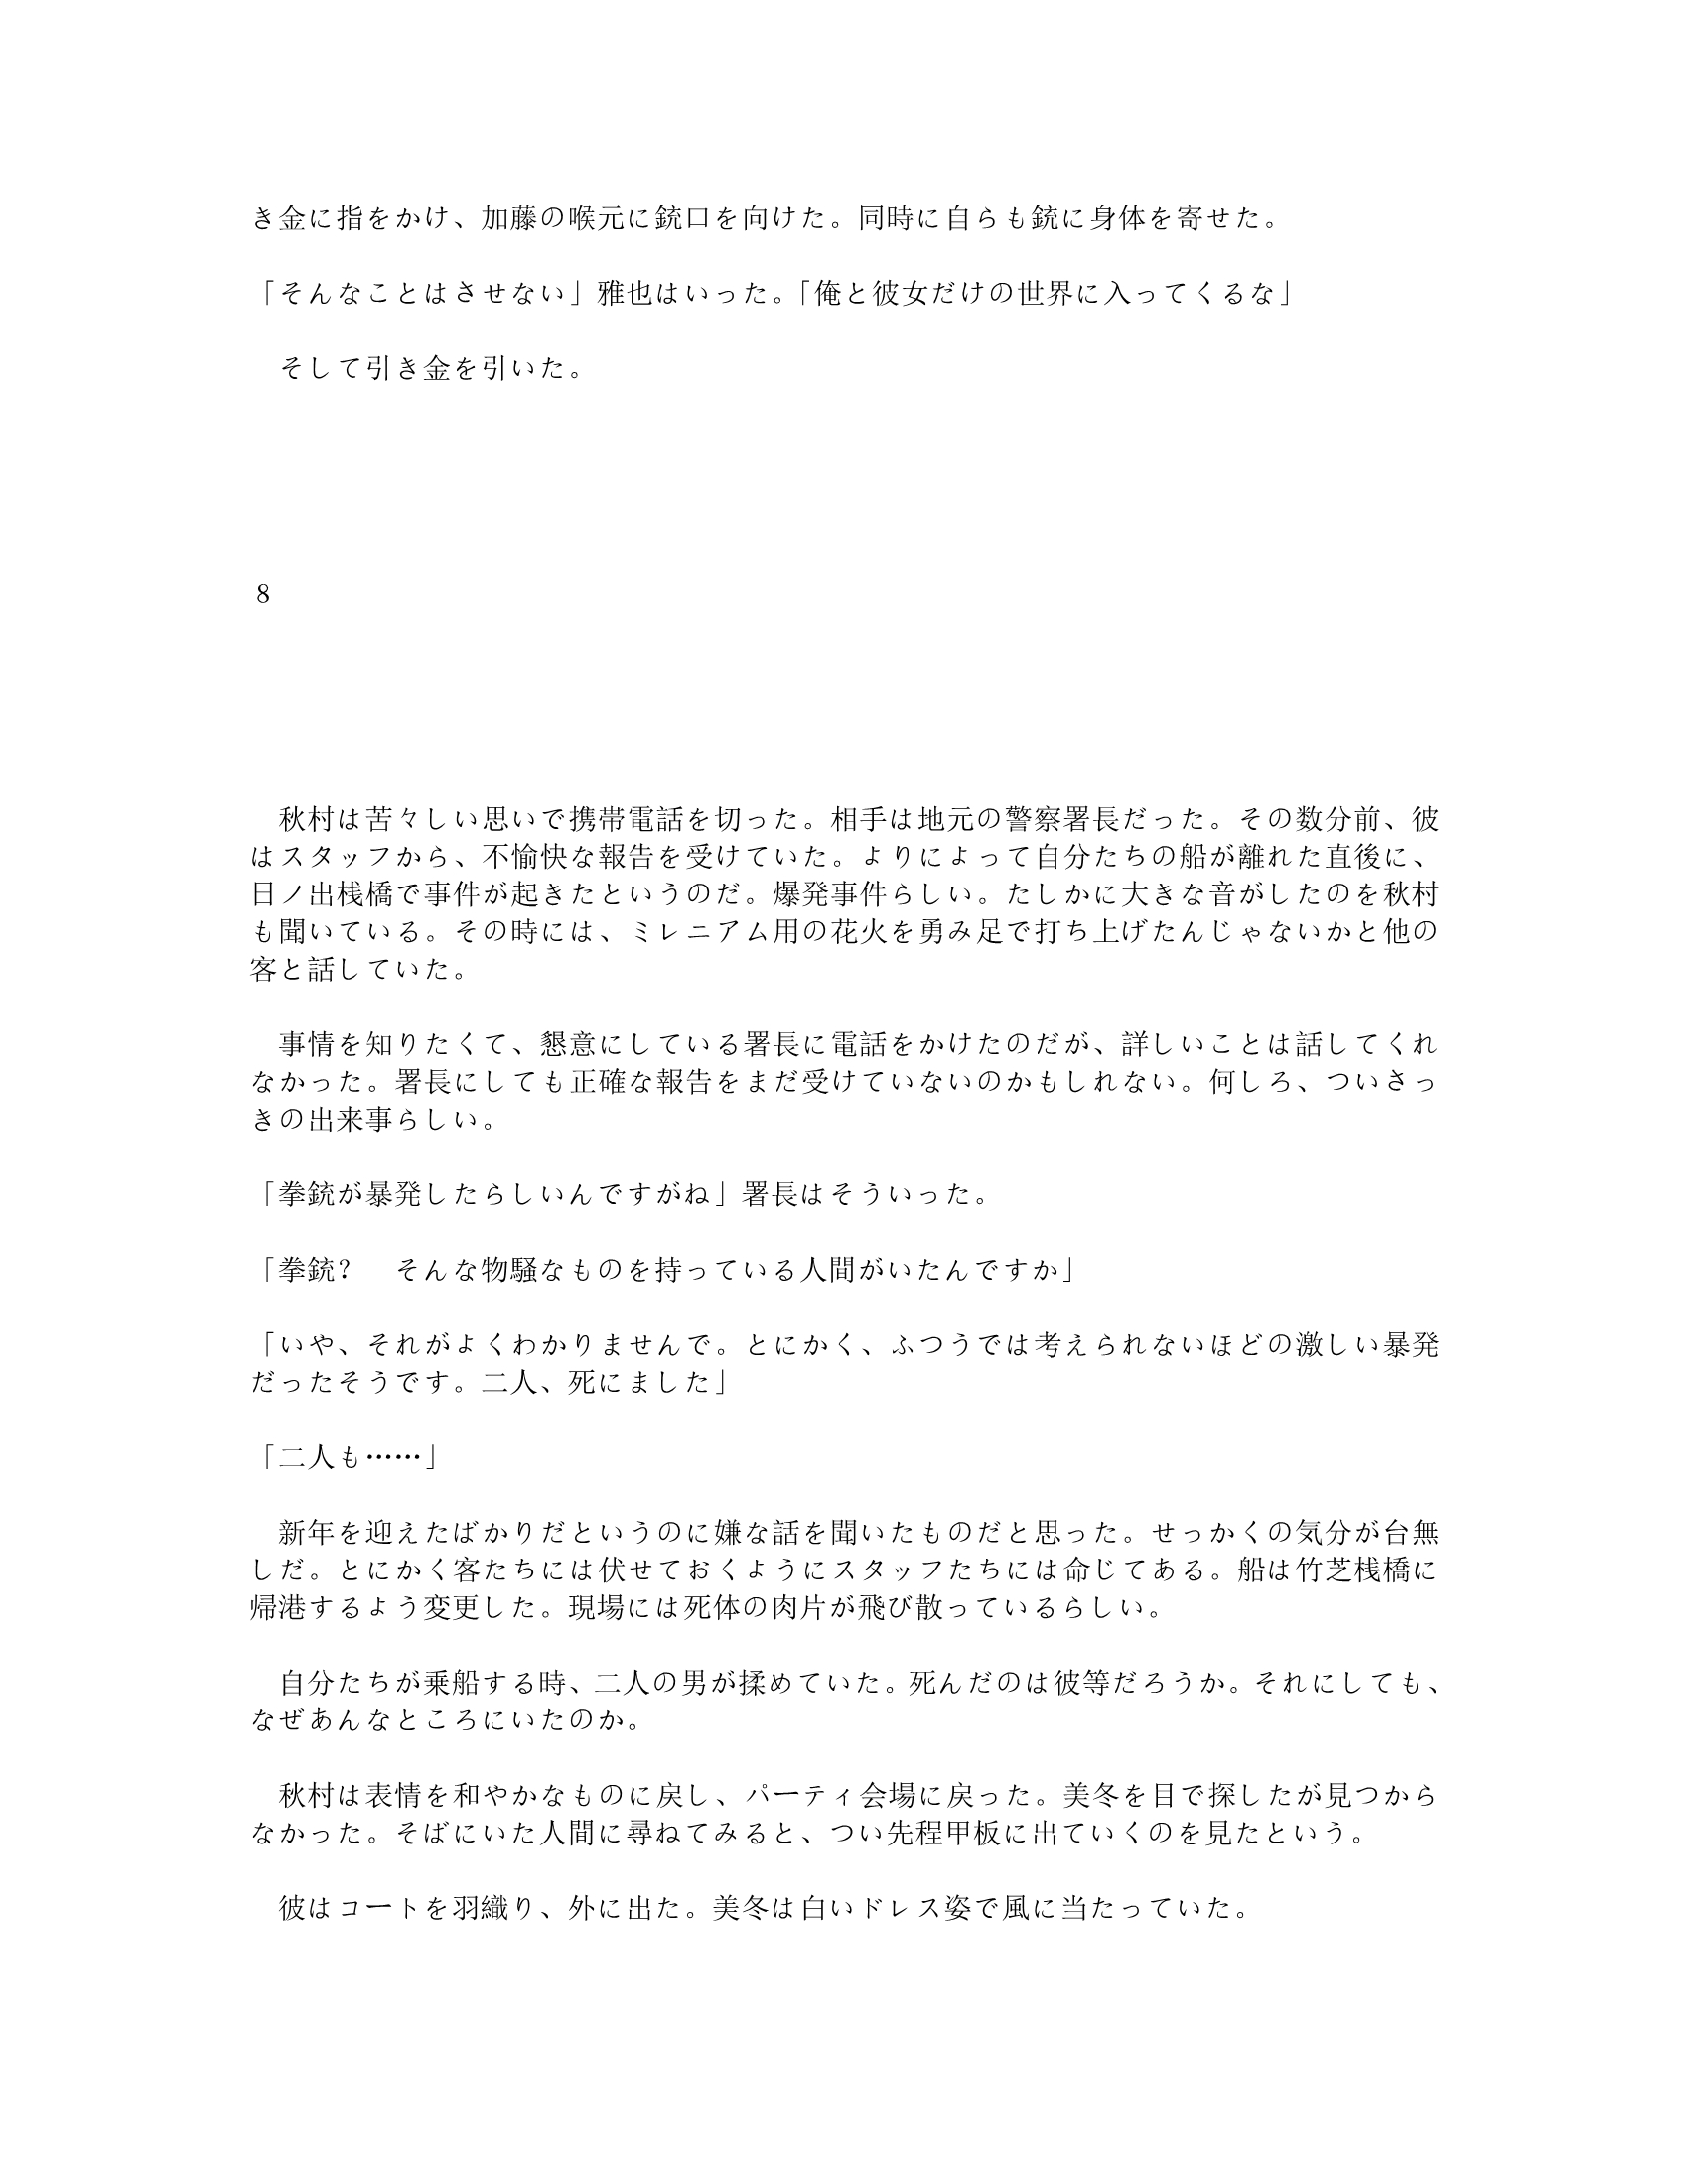 き金に指をかけ、加藤の喉元に銃口を向けた。同時に自らも銃に身体を寄せた。
「そんなことはさせない」雅也はいった。「俺と彼女だけの世界に入ってくるな」
　そして引き金を引いた。
8
　秋村は苦々しい思いで携帯電話を切った。相手は地元の警察署長だった。その数分前、彼
はスタッフから、不愉快な報告を受けていた。よりによって自分たちの船が離れた直後に、
日ノ出桟橋で事件が起きたというのだ。爆発事件らしい。たしかに大きな音がしたのを秋村
も聞いている。その時には、ミレニアム用の花火を勇み足で打ち上げたんじゃないかと他の
客と話していた。
　事情を知りたくて、懇意にしている署長に電話をかけたのだが、詳しいことは話してくれ
なかった。署長にしても正確な報告をまだ受けていないのかもしれない。何しろ、ついさっ
きの出来事らしい。
「拳銃が暴発したらしいんですがね」署長はそういった。
「拳銃?　そんな物騒なものを持っている人間がいたんですか」
「いや、それがよくわかりませんで。とにかく、ふつうでは考えられないほどの激しい暴発
だったそうです。二人、死にました」
「二人も……」
　新年を迎えたばかりだというのに嫌な話を聞いたものだと思った。せっかくの気分が台無
しだ。とにかく客たちには伏せておくようにスタッフたちには命じてある。船は竹芝桟橋に
帰港するよう変更した。現場には死体の肉片が飛び散っているらしい。
　自分たちが乗船する時、二人の男が揉めていた。死んだのは彼等だろうか。それにしても、
なぜあんなところにいたのか。
　秋村は表情を和やかなものに戻し、パーティ会場に戻った。美冬を目で探したが見つから
なかった。そばにいた人間に尋ねてみると、つい先程甲板に出ていくのを見たという。
　彼はコートを羽織り、外に出た。美冬は白いドレス姿で風に当たっていた。